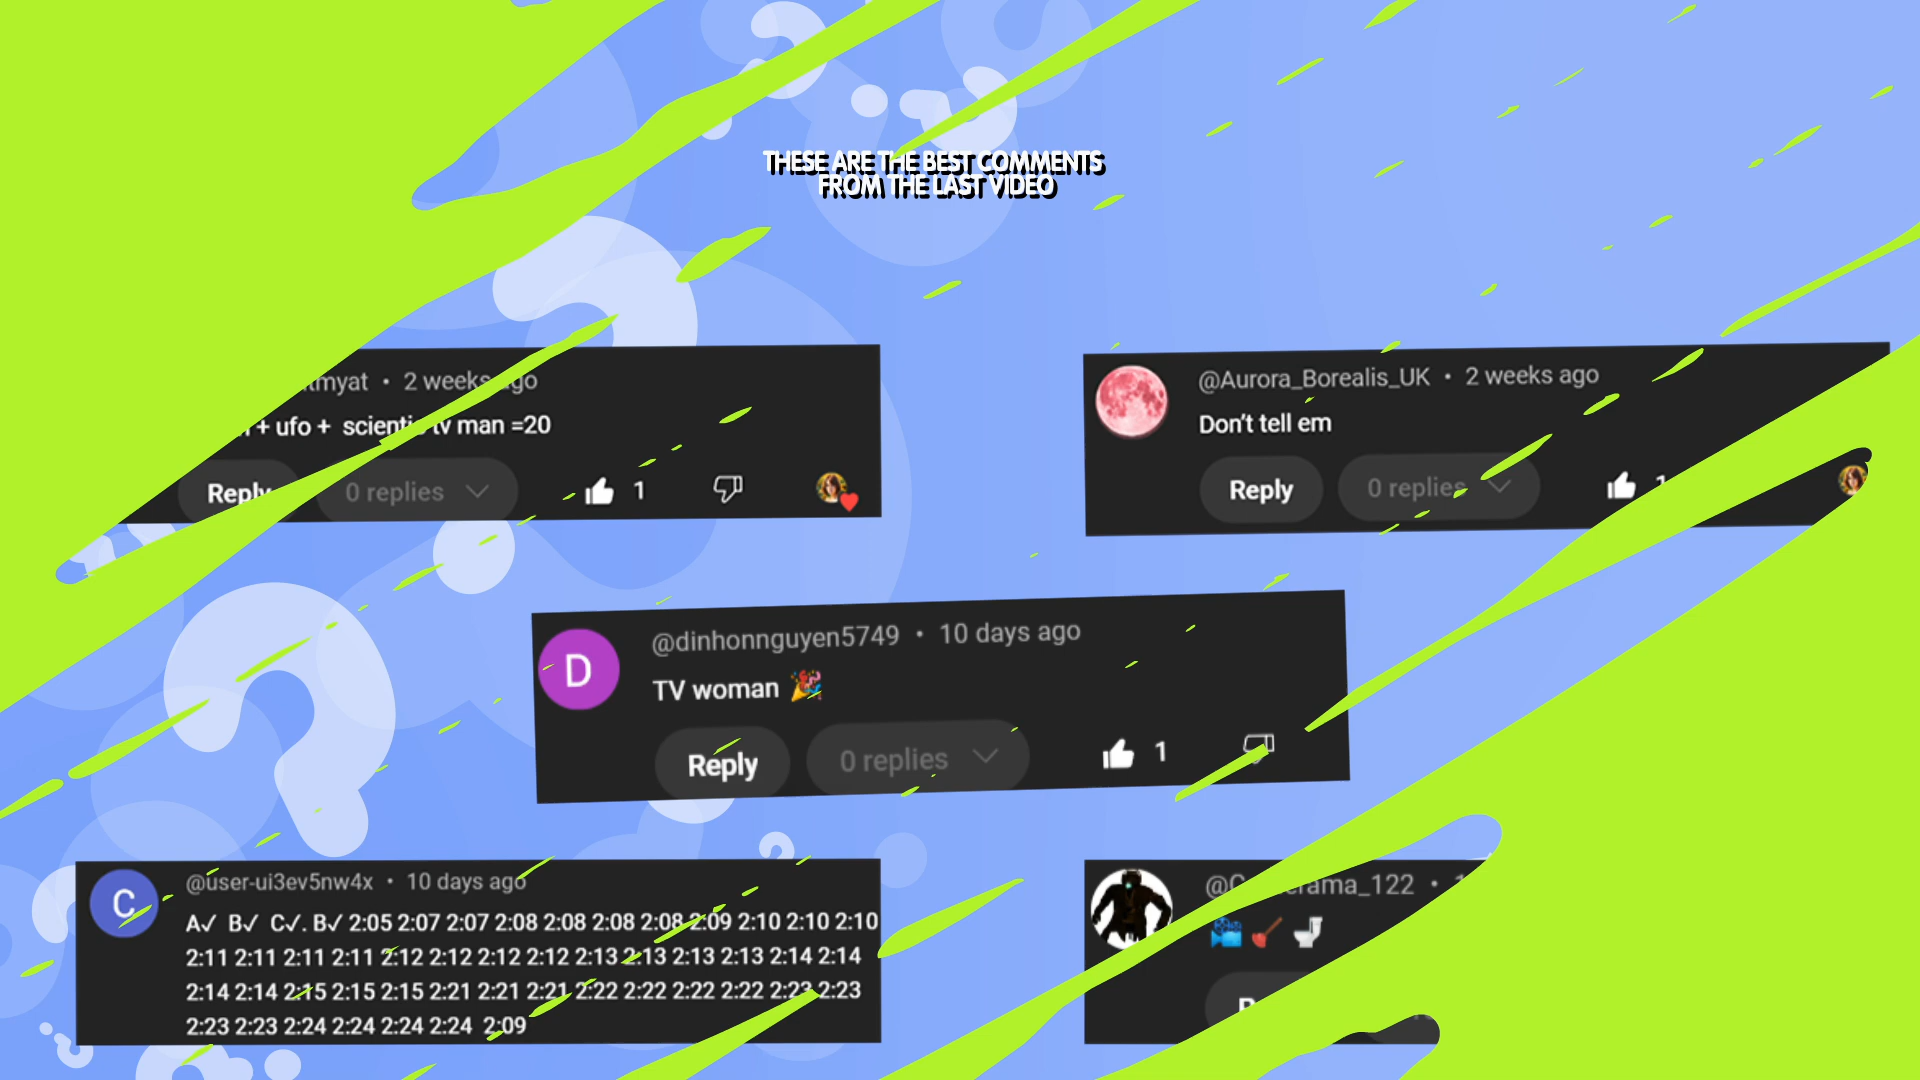 THESE ARE THE BEST COMMENTS
FROM THE LAST VIDEO
• 2 weeks ago
+ ufo + tv man =20
Reply
0 replies
1
@Aurora_Borealis_UK • 2 weeks ago
Don't tell em
Reply
0 replies
@dinhonnguyen5749 • 10 days ago
TV woman 🎉
Reply
0 replies
1
D
C
@user-ui3ev5nw4x • 10 days ago
A✓ B✓ C✓. B✓ 2:05 2:07 2:07 2:08 2:08 2:08 2:08 2:09 2:10 2:10 2:10
2:11 2:11 2:11 2:11 2:12 2:12 2:12 2:12 2:13 2:13 2:13 2:13 2:14 2:14
2:14 2:14 2:15 2:15 2:15 2:21 2:21 2:21 2:22 2:22 2:22 2:22 2:23 2:23
2:23 2:23 2:24 2:24 2:24 2:24 2:09